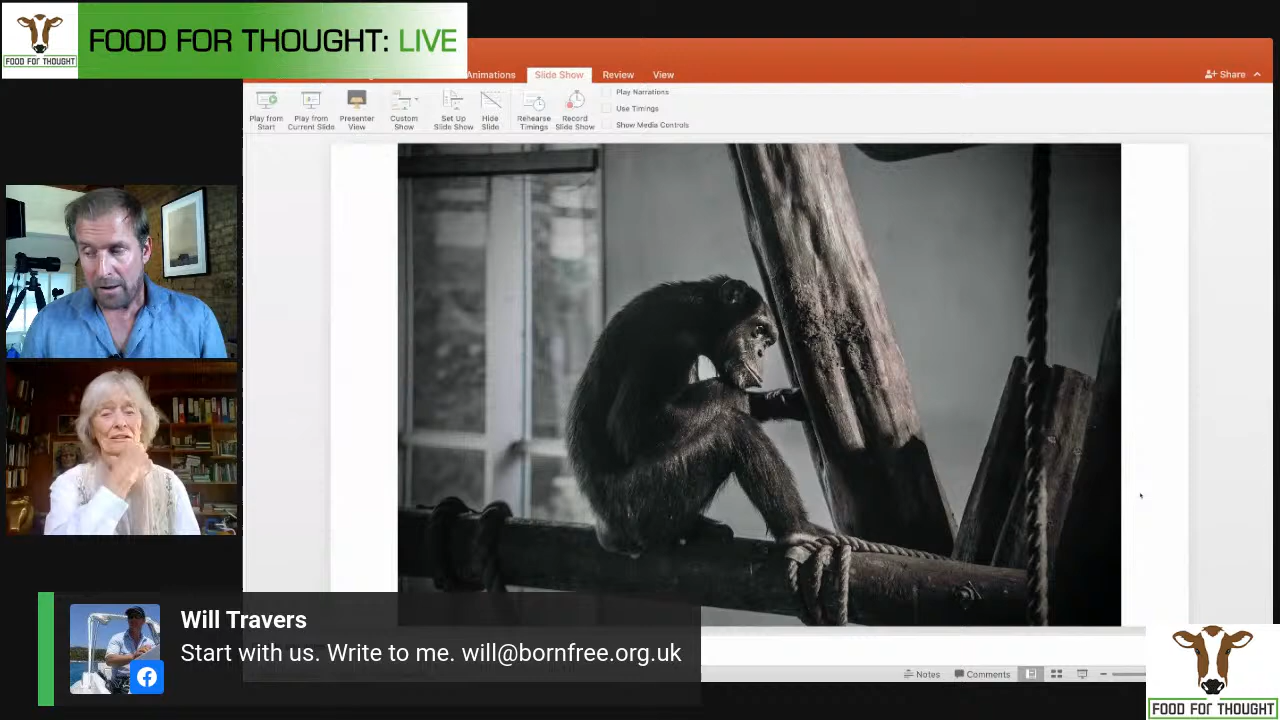 FOOD FOR THOUGHT: LIVE
FOOD FOR THOUGHT
Animations Slide Show Review View
Share
Play from Start
Play from Current Slide
Presenter View
Custom Show
Set Up Slide Show
Hide Slide
Rehearse Timings
Record Slide Show
Play Narrations
Use Timings
Show Media Controls
Will Travers
Start with us. Write to me. will@bornfree.org.uk
Notes Comments
FOOD FOR THOUGHT